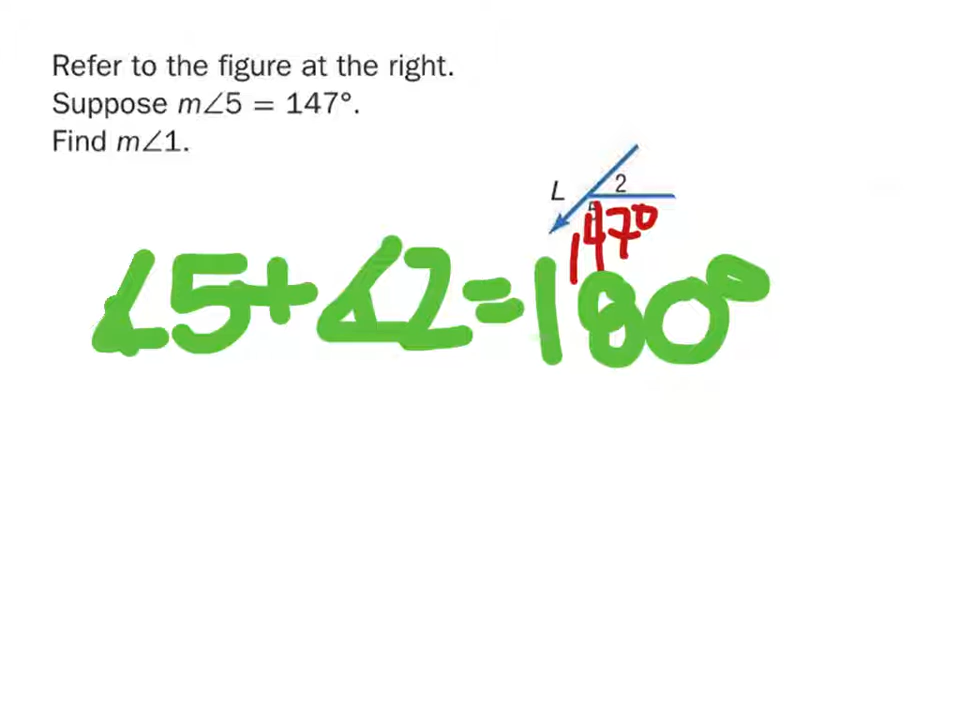 Refer to the figure at the right.
Suppose m∠5 = 147°.
Find m∠1.
L
2
147°
∠5+∠2=180°